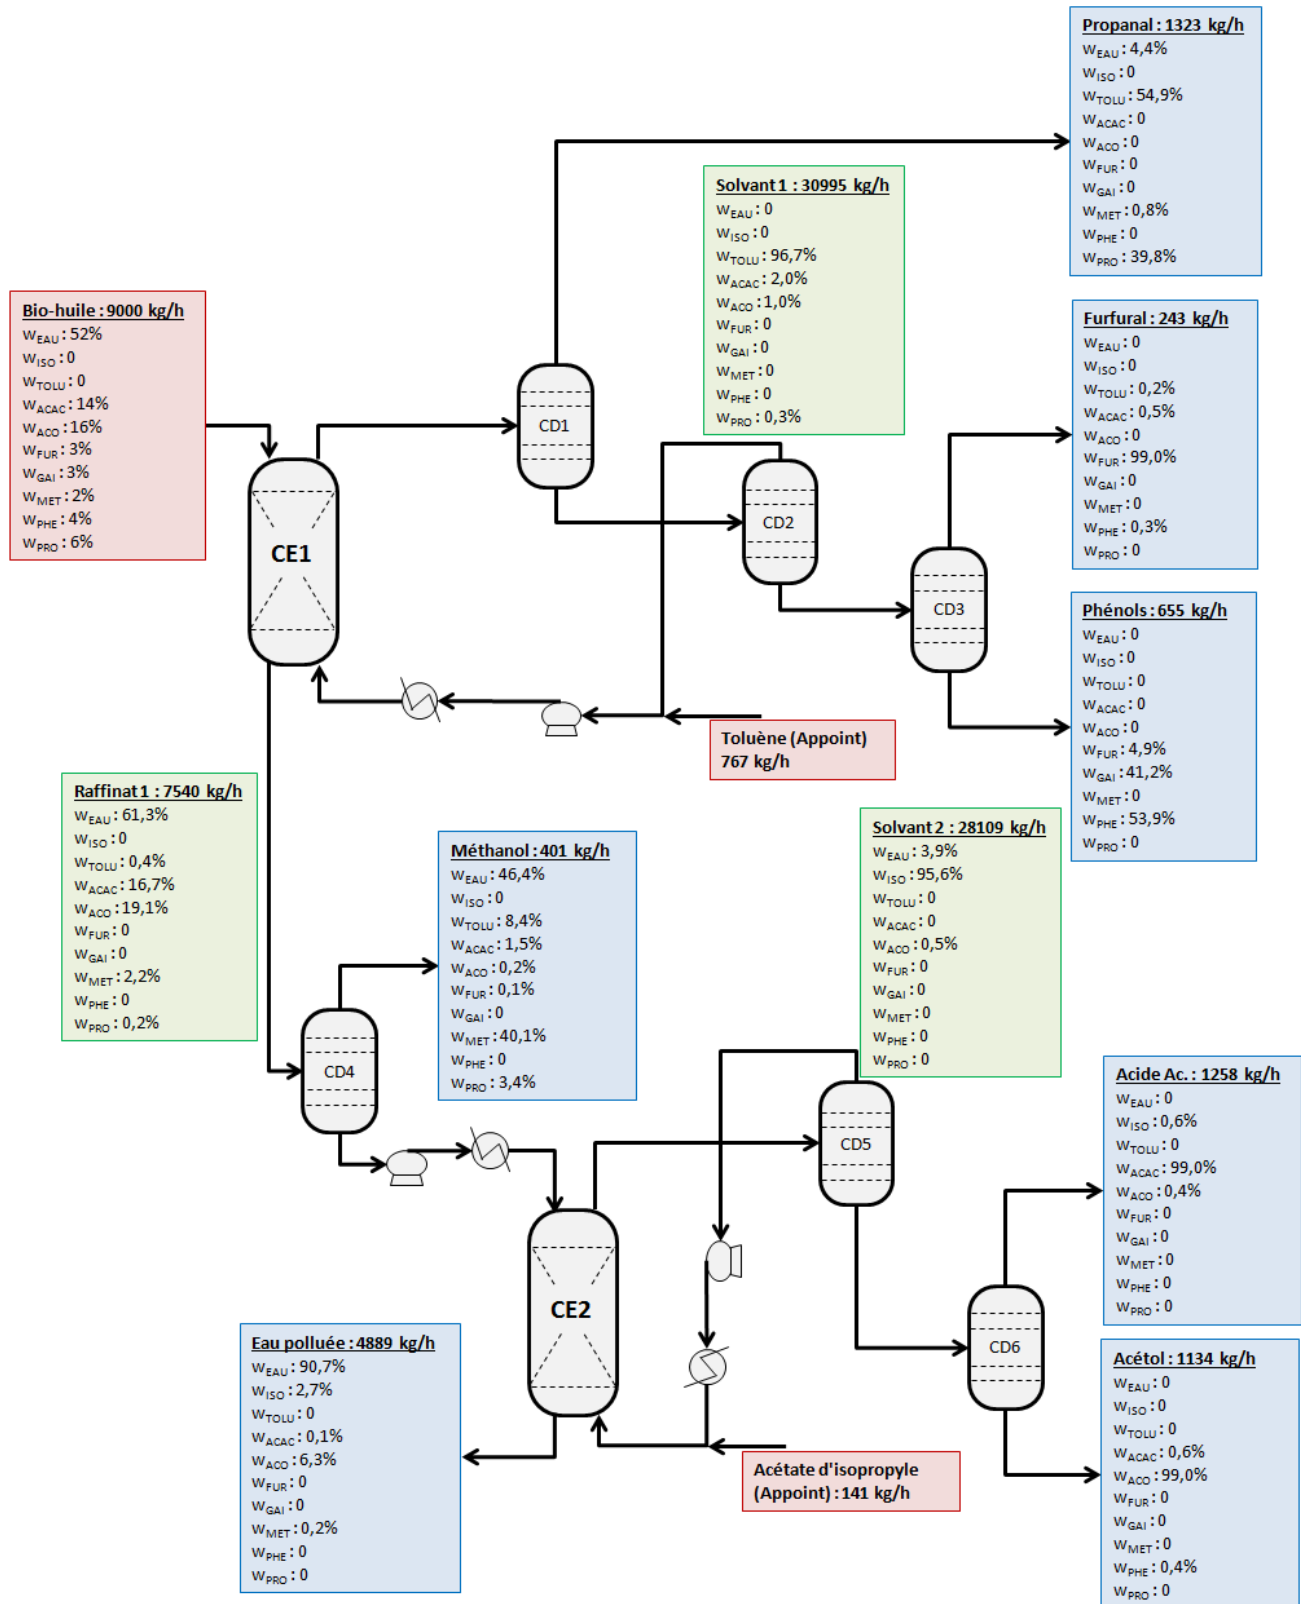 Propanal : 1323 kg/h
wEAU : 4,4%
wISO : 0
wTOLU : 54,9%
wACAC : 0
wACO : 0
wFUR : 0
wGAI : 0
wMET : 0,8%
wPHE : 0
wPRO : 39,8%
Solvant 1 : 30995 kg/h
wEAU : 0
wISO : 0
wTOLU : 96,7%
wACAC : 2,0%
wACO : 1,0%
wFUR : 0
wGAI : 0
wMET : 0
wPHE : 0
wPRO : 0,3%
Bio-huile : 9000 kg/h
wEAU : 52%
wISO : 0
wTOLU : 0
wACAC : 14%
wACO : 16%
wFUR : 3%
wGAI : 3%
wMET : 2%
wPHE : 4%
wPRO : 6%
Furfural : 243 kg/h
wEAU : 0
wISO : 0
wTOLU : 0,2%
wACAC : 0,5%
wACO : 0
wFUR : 99,0%
wGAI : 0
wMET : 0
wPHE : 0,3%
wPRO : 0
CD1
CD2
CE1
CD3
Phénols : 655 kg/h
wEAU : 0
wISO : 0
wTOLU : 0
wACAC : 0
wACO : 0
wFUR : 4,9%
wGAI : 41,2%
wMET : 0
wPHE : 53,9%
wPRO : 0
Toluène (Appoint)
767 kg/h
Raffinat 1 : 7540 kg/h
wEAU : 61,3%
wISO : 0
wTOLU : 0,4%
wACAC : 16,7%
wACO : 19,1%
wFUR : 0
wGAI : 0
wMET : 2,2%
wPHE : 0
wPRO : 0,2%
Méthanol : 401 kg/h
wEAU : 46,4%
wISO : 0
wTOLU : 8,4%
wACAC : 1,5%
wACO : 0,2%
wFUR : 0,1%
wGAI : 0
wMET : 40,1%
wPHE : 0
wPRO : 3,4%
Solvant 2 : 28109 kg/h
wEAU : 3,9%
wISO : 95,6%
wTOLU : 0
wACAC : 0
wACO : 0,5%
wFUR : 0
wGAI : 0
wMET : 0
wPHE : 0
wPRO : 0
CD4
CD5
Acide Ac. : 1258 kg/h
wEAU : 0
wISO : 0,6%
wTOLU : 0
wACAC : 99,0%
wACO : 0,4%
wFUR : 0
wGAI : 0
wMET : 0
wPHE : 0
wPRO : 0
CE2
CD6
Eau polluée : 4889 kg/h
wEAU : 90,7%
wISO : 2,7%
wTOLU : 0
wACAC : 0,1%
wACO : 6,3%
wFUR : 0
wGAI : 0
wMET : 0,2%
wPHE : 0
wPRO : 0
Acétol : 1134 kg/h
wEAU : 0
wISO : 0
wTOLU : 0
wACAC : 0,6%
wACO : 99,0%
wFUR : 0
wGAI : 0
wMET : 0
wPHE : 0,4%
wPRO : 0
Acétate d'isopropyle
(Appoint) : 141 kg/h